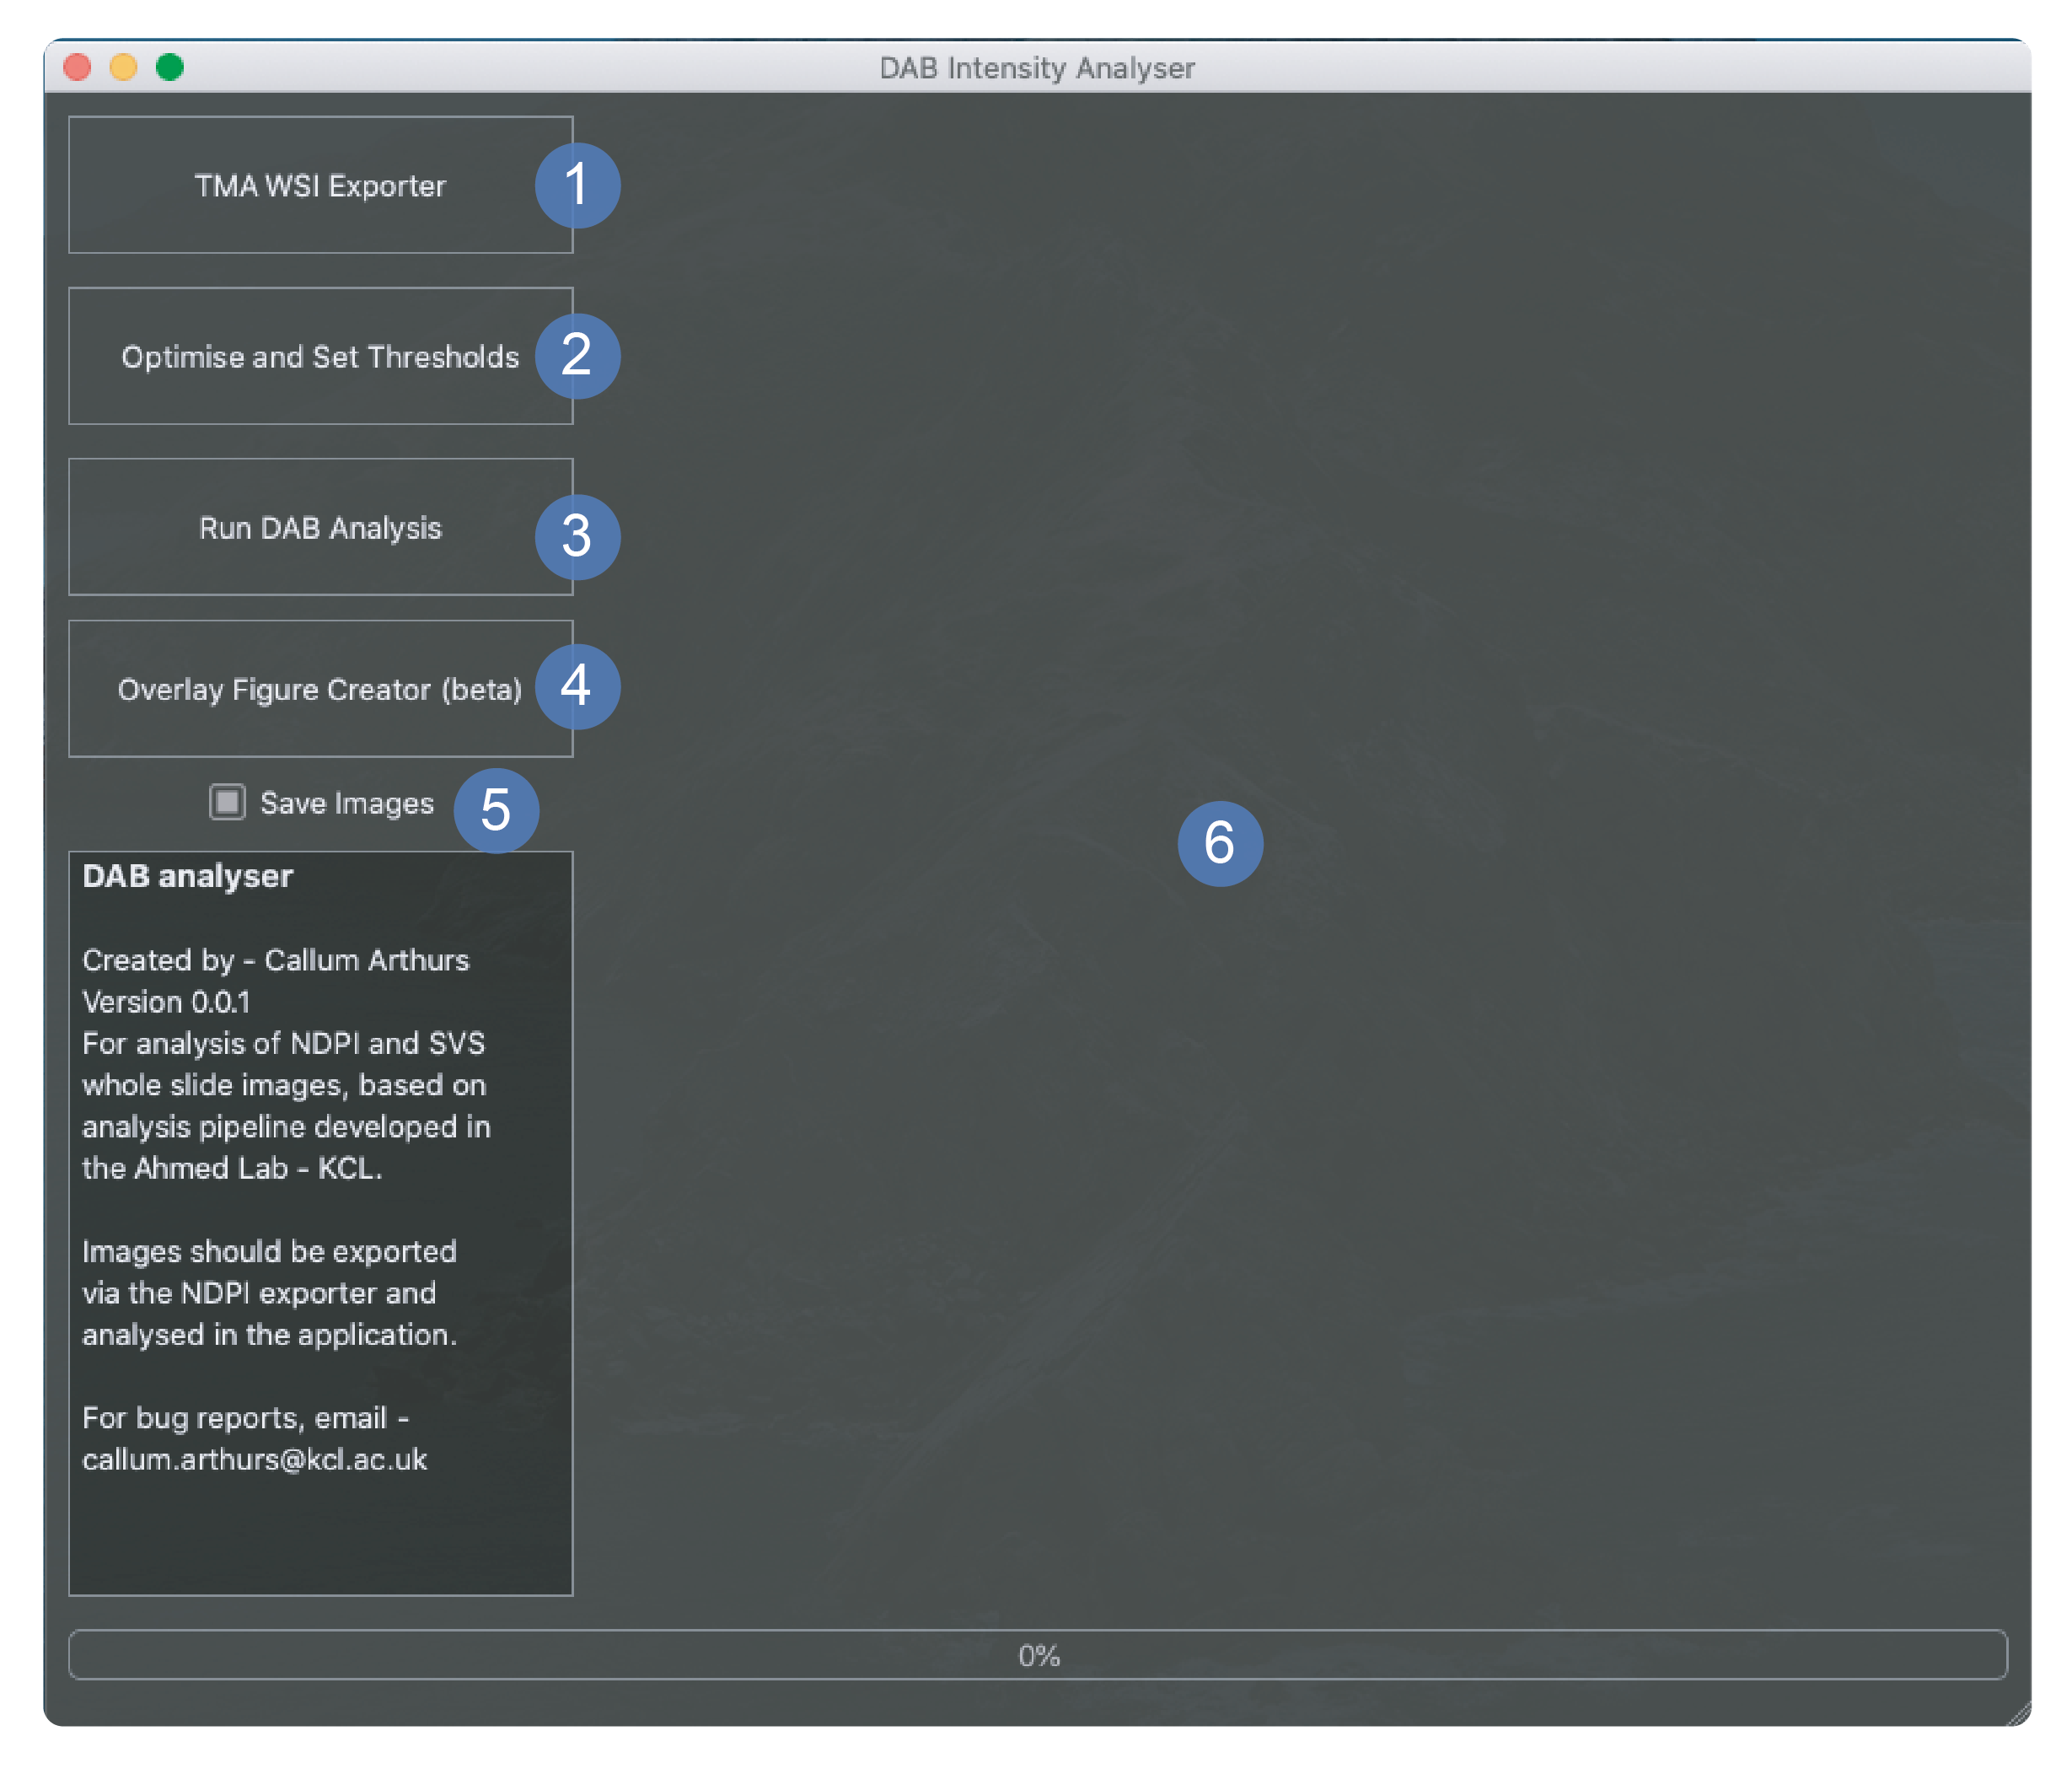 DAB Intensity Analyser
TMA WSI Exporter
1
Optimise and Set Thresholds
2
Run DAB Analysis
3
Overlay Figure Creator (beta)
4
Save Images
5
6
DAB analyser
Created by - Callum Arthurs
Version 0.0.1
For analysis of NDPI and SVS
whole slide images, based on
analysis pipeline developed in
the Ahmed Lab - KCL.
Images should be exported
via the NDPI exporter and
analysed in the application.
For bug reports, email -
callum.arthurs@kcl.ac.uk
0%